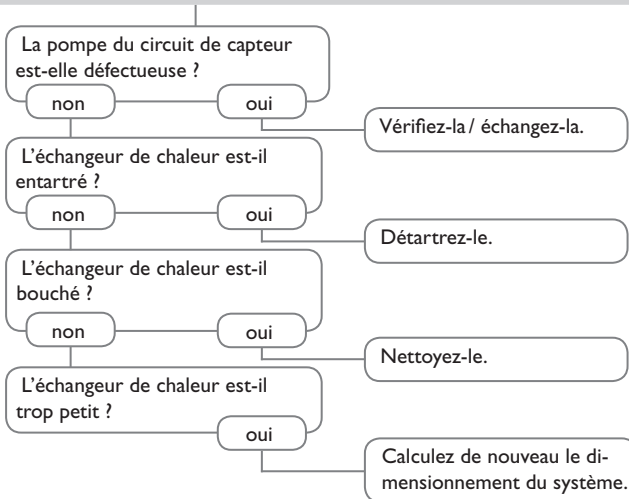 La pompe du circuit de capteur
est-elle défectueuse ?
non
oui
Vérifiez-la / échangez-la.
L'échangeur de chaleur est-il
entartré ?
non
oui
Détartrez-le.
L'échangeur de chaleur est-il
bouché ?
non
oui
Nettoyez-le.
L'échangeur de chaleur est-il
trop petit ?
oui
Calculez de nouveau le di-
mensionnement du système.